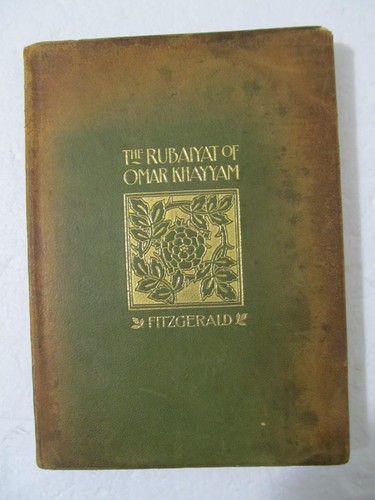 THE RUBAIYAT OF
OMAR KHAYYAM
FITZGERALD